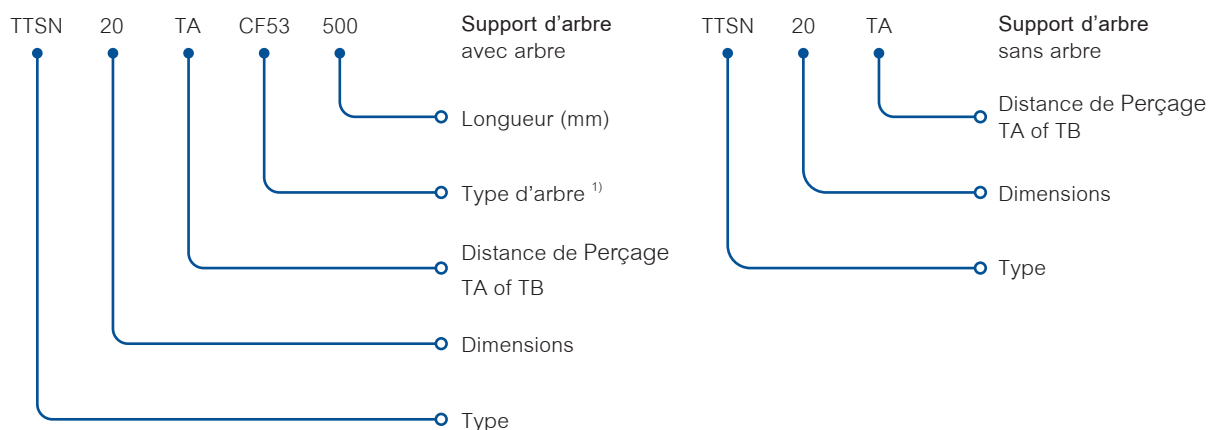 TTSN 20 TA CF53 500
Support d'arbre
avec arbre
Longueur (mm)
Type d'arbre 1)
Distance de Perçage
TA of TB
Dimensions
Type
TTSN 20 TA
Support d'arbre
sans arbre
Distance de Perçage
TA of TB
Dimensions
Type